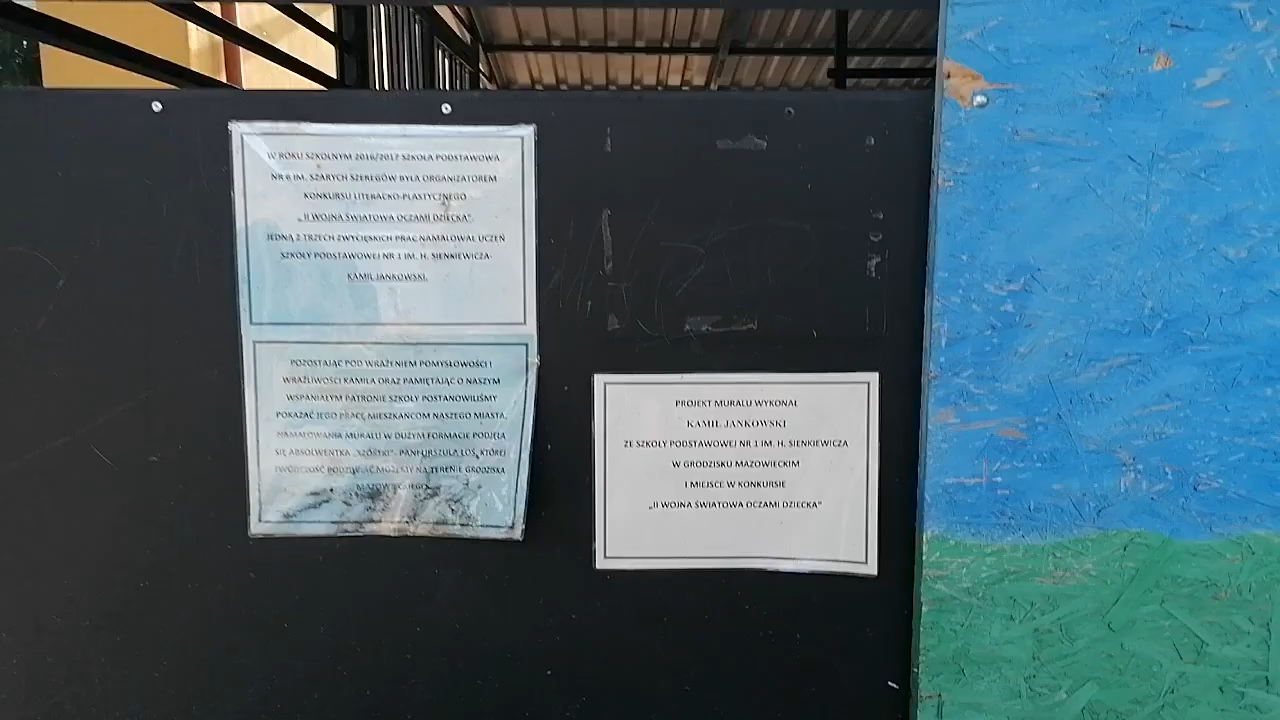 W ROKU SZKOLNYM 2016/2017 SZKOŁA PODSTAWOWA
NR 6 IM. SZARYCH SZEREGÓW BYŁA ORGANIZATOREM
KONKURSU LITERACKO-PLASTYCZNEGO
„II WOJNA ŚWIATOWA OCZAMI DZIECKA".
JEDNĄ Z TRZECH ZWYCIĘSKICH PRAC NAMALOWAŁ UCZEŃ
SZKOŁY PODSTAWOWEJ NR 1 IM. H. SIENKIEWICZA-
KAMIL JANKOWSKI.
POZOSTAJĄC POD WRAŻENIEM POMYSŁOWOŚCI I
WRAŻLIWOŚCI KAMILA ORAZ PAMIĘTAJĄC O NASZYM
WSPANIAŁYM PATRONIE SZKOŁY POSTANOWILIŚMY
POKAZAĆ JEGO PRACĘ MIESZKAŃCOM NASZEGO MIASTA.
NAMALOWANIA MURALU W DUŻYM FORMACIE PODJĘŁA
SIĘ ABSOLWENTKA „SZÓSTKI"- PANI URSZULA ŁOŚ, KTÓREJ
TWÓRCZOŚĆ PODZIWIAĆ MOŻEMY NA TERENIE GRODZISKA
MAZOWIECKIEGO.
PROJEKT MURALU WYKONAŁ
KAMIL JANKOWSKI
ZE SZKOŁY PODSTAWOWEJ NR 1 IM. H. SIENKIEWICZA
W GRODZISKU MAZOWIECKIM
I MIEJSCE W KONKURSIE
„II WOJNA ŚWIATOWA OCZAMI DZIECKA"